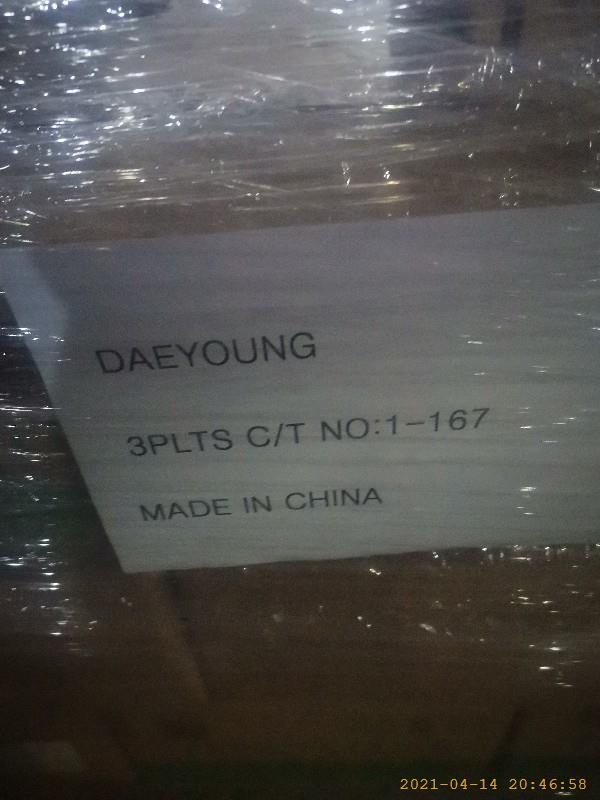 DAEYOUNG
3PLTS C/T NO:1-167
MADE IN CHINA
2021-04-14 20:46:58